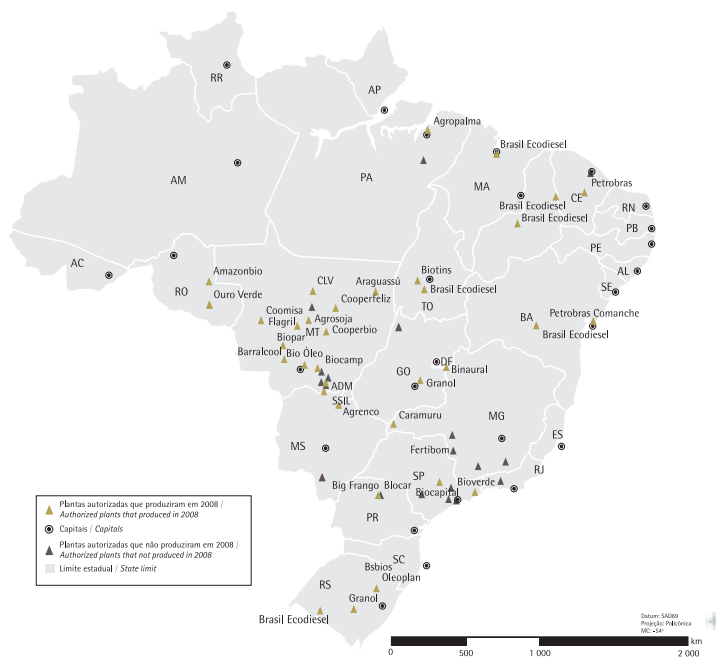 RR
AP
Agropalma
Brasil Ecodiesel
AM
PA
MA
CE
Petrobras
Brasil Ecodiesel
RN
Brasil Ecodiesel
PB
PE
AC
AL
SE
RO
Amazonbio
CLV
Araguassú
Biotins
Ouro Verde
Cooperfeliz
Brasil Ecodiesel
TO
Coomisa
Agrosoja
BA
Petrobras Comanche
Flagril
MT
Cooperbio
Brasil Ecodiesel
Biopar
Barralcool
Bio Óleo
Biocamp
GO
DF
Binaural
ADM
Granol
SSIL
Agrenco
Caramuru
MG
MS
Fertibom
ES
RJ
Big Frango
Blocar
SP
Bioverde
Biocapital
PR
SC
Bsbios
RS
Oleoplan
Granol
Brasil Ecodiesel
Plantas autorizadas que produziram em 2008 /
Authorized plants that produced in 2008
Capitais / Capitals
Plantas autorizadas que não produziram em 2008 /
Authorized plants that not produced in 2008
Limite estadual / State limit
Datum: SAD69
Projeção: Policônica
MC: -54°
km
0 500 1 000 2 000